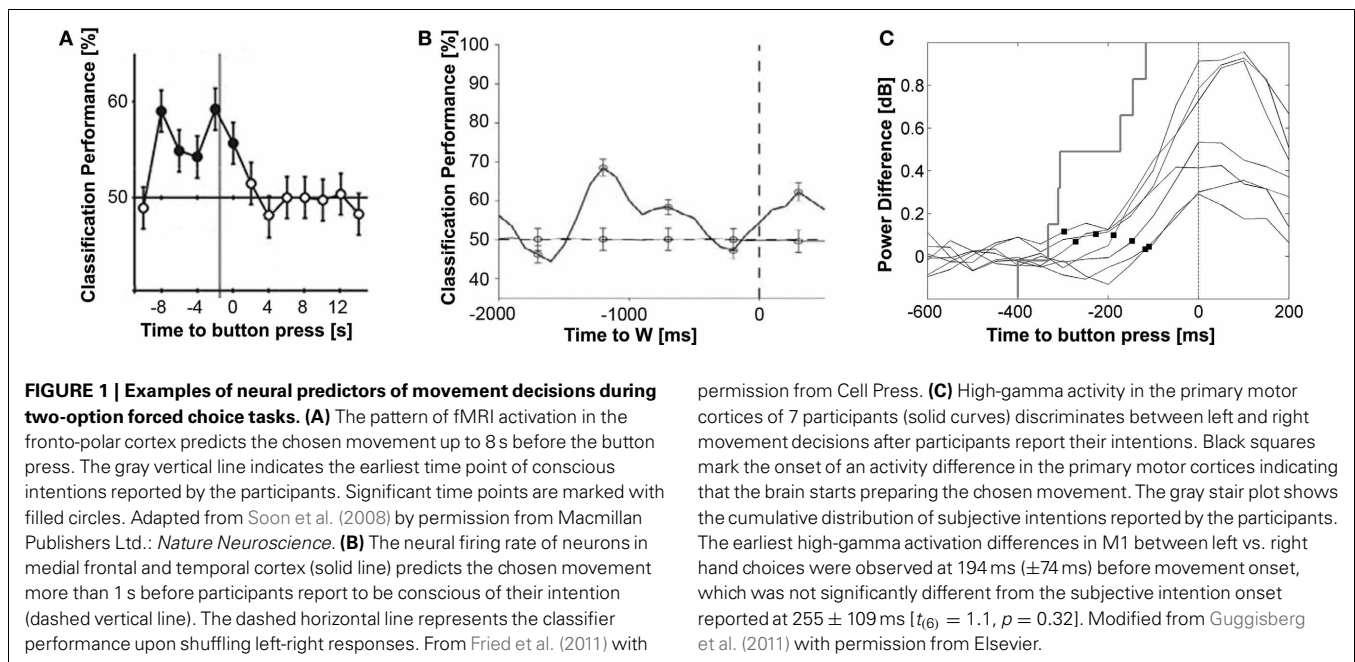 A
Classification Performance [%]
60
50
-8 -4 0 4 8 12
Time to button press [s]
B
Classification Performance [%]
100
90
80
70
60
50
40
-2000 -1000 0
Time to W [ms]
C
Power Difference [dB]
0.8
0.6
0.4
0.2
0
-600 -400 -200 0 200
Time to button press [ms]
FIGURE 1 | Examples of neural predictors of movement decisions during
two-option forced choice tasks. (A) The pattern of fMRI activation in the
fronto-polar cortex predicts the chosen movement up to 8 s before the button
press. The gray vertical line indicates the earliest time point of conscious
intentions reported by the participants. Significant time points are marked with
filled circles. Adapted from Soon et al. (2008) by permission from Macmillan
Publishers Ltd.: Nature Neuroscience. (B) The neural firing rate of neurons in
medial frontal and temporal cortex (solid line) predicts the chosen movement
more than 1 s before participants report to be conscious of their intention
(dashed vertical line). The dashed horizontal line represents the classifier
performance upon shuffling left-right responses. From Fried et al. (2011) with
permission from Cell Press. (C) High-gamma activity in the primary motor
cortices of 7 participants (solid curves) discriminates between left and right
movement decisions after participants report their intentions. Black squares
mark the onset of an activity difference in the primary motor cortices indicating
that the brain starts preparing the chosen movement. The gray stair plot shows
the cumulative distribution of subjective intentions reported by the participants.
The earliest high-gamma activation differences in M1 between left vs. right
hand choices were observed at 194 ms (±74 ms) before movement onset,
which was not significantly different from the subjective intention onset
reported at 255 ± 109 ms [t(6) = 1.1, p = 0.32]. Modified from Guggisberg
et al. (2011) with permission from Elsevier.